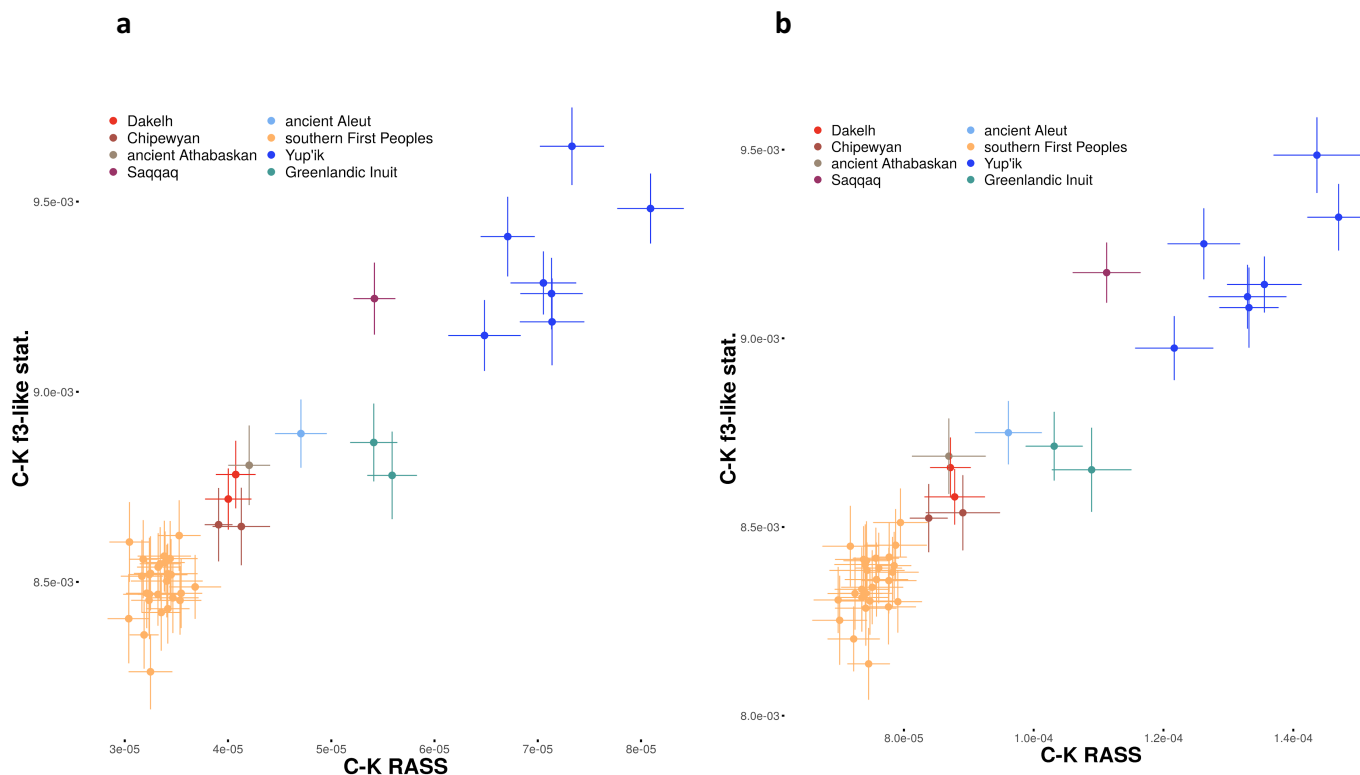 a
Dakelh
Chipewyan
ancient Athabaskan
Saqqaq
ancient Aleut
southern First Peoples
Yup'ik
Greenlandic Inuit
C-K f3-like stat.
9.5e-03
9.0e-03
8.5e-03
3e-05 4e-05 5e-05 6e-05 7e-05 8e-05
C-K RASS
b
Dakelh
Chipewyan
ancient Athabaskan
Saqqaq
ancient Aleut
southern First Peoples
Yup'ik
Greenlandic Inuit
C-K f3-like stat.
9.5e-03
9.0e-03
8.5e-03
8.0e-03
8.0e-05 1.0e-04 1.2e-04 1.4e-04
C-K RASS